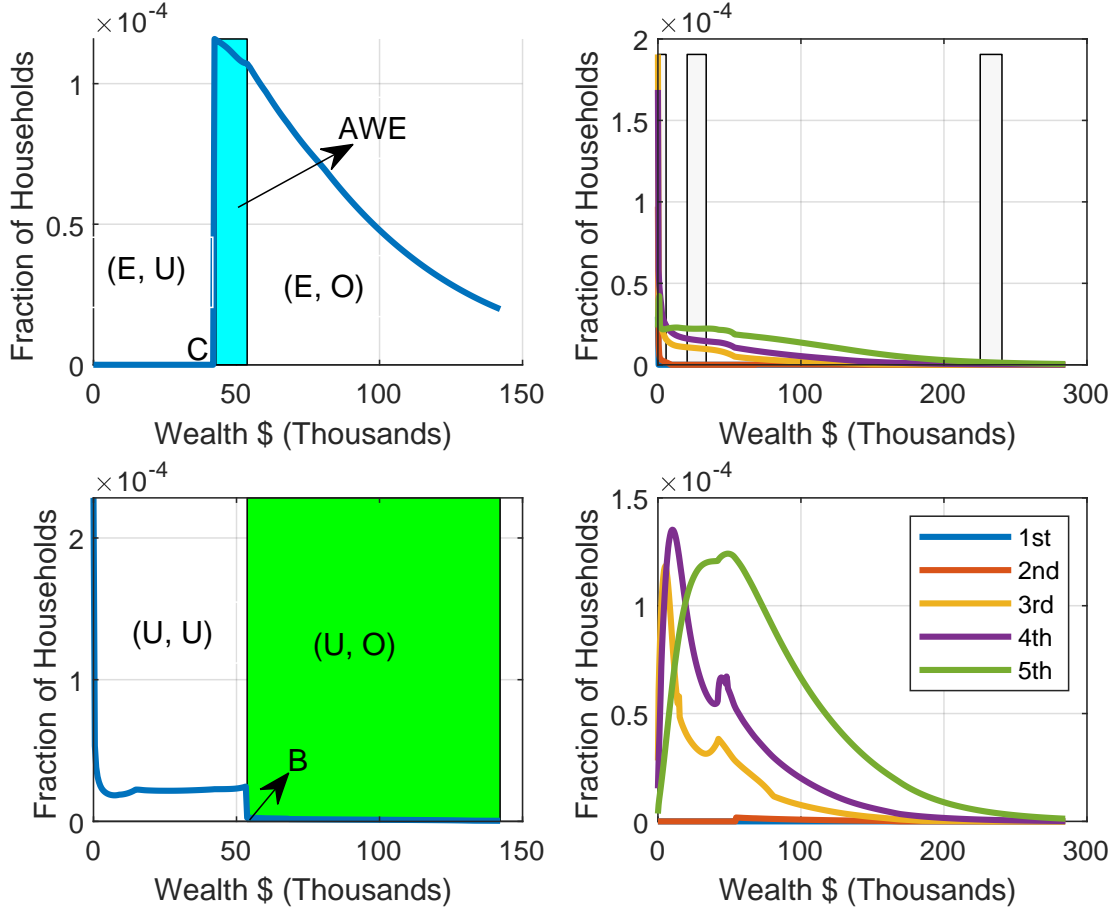 ×10⁻⁴
1
0.5
0
Fraction of Households
AWE
(E, U)
(E, O)
C
0 50 100 150
Wealth $ (Thousands)
×10⁻⁴
2
1.5
1
0.5
0
Fraction of Households
0 100 200 300
Wealth $ (Thousands)
×10⁻⁴
2
1
0
Fraction of Households
(U, U)
(U, O)
B
0 50 100 150
Wealth $ (Thousands)
×10⁻⁴
1.5
1
0.5
0
Fraction of Households
1st
2nd
3rd
4th
5th
0 100 200 300
Wealth $ (Thousands)